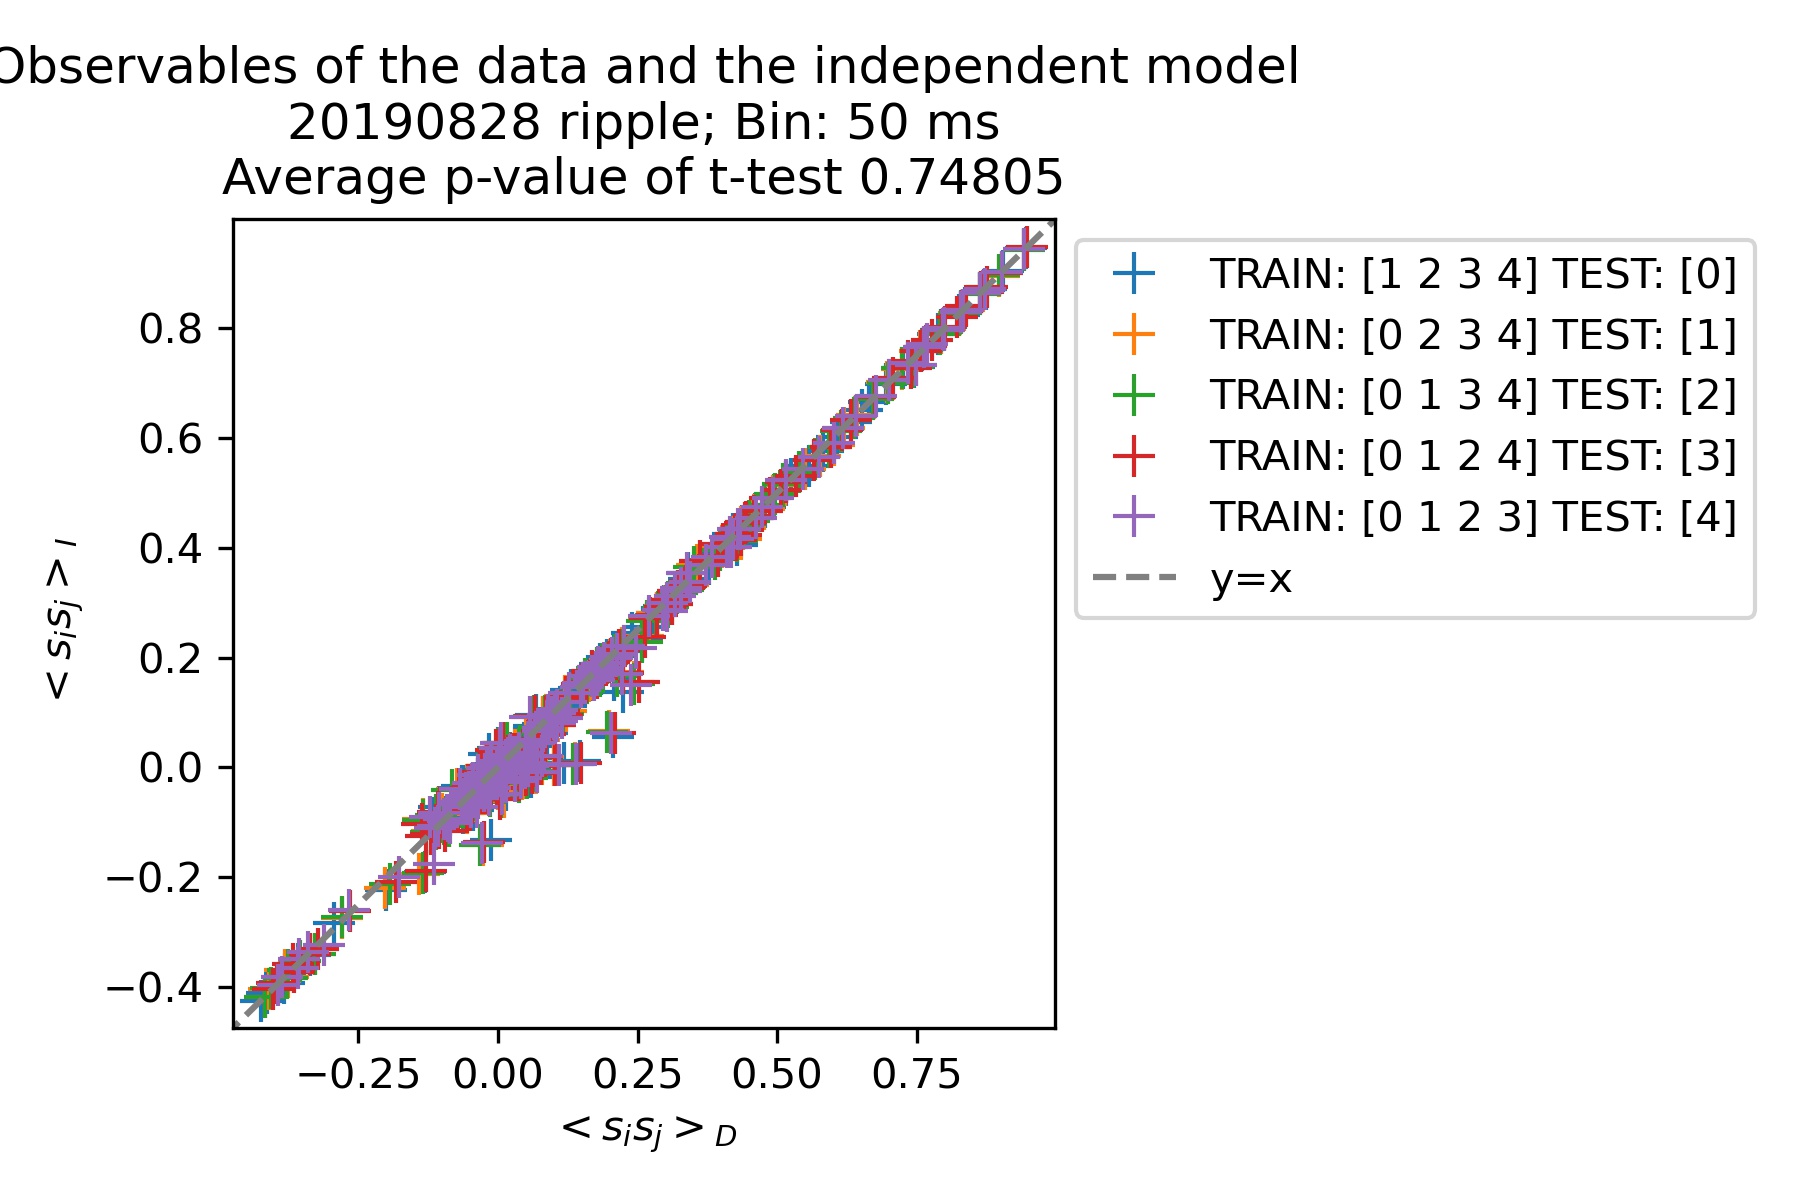 Observables of the data and the independent model
20190828 ripple; Bin: 50 ms
Average p-value of t-test 0.74805
TRAIN: [1 2 3 4] TEST: [0]
TRAIN: [0 2 3 4] TEST: [1]
TRAIN: [0 1 3 4] TEST: [2]
TRAIN: [0 1 2 4] TEST: [3]
TRAIN: [0 1 2 3] TEST: [4]
y=x
0.8
0.6
0.4
0.2
0.0
−0.2
−0.4
< s_i s_j >_I
−0.25 0.00 0.25 0.50 0.75
< s_i s_j >_D